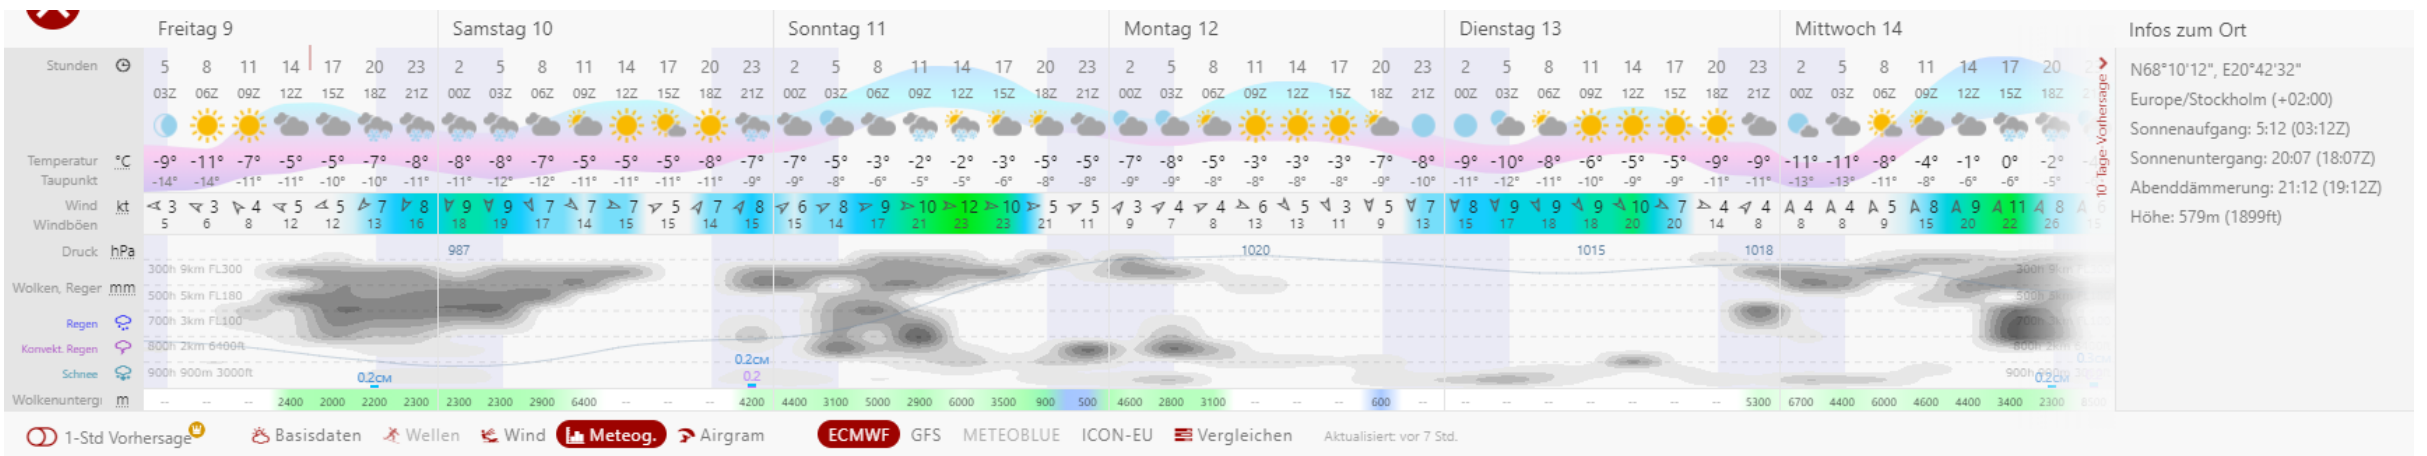 Freitag 9 Samstag 10 Sonntag 11 Montag 12 Dienstag 13 Mittwoch 14 Infos zum Ort
Stunden 5 8 11 14 17 20 23 2 5 8 11 14 17 20 23 2 5 8 11 14 17 20 23 2 5 8 11 14 17 20 23 2 5 8 11 14 17 20 23 2 5 8 11 14 17 20
03Z 06Z 09Z 12Z 15Z 18Z 21Z 00Z 03Z 06Z 09Z 12Z 15Z 18Z 21Z 00Z 03Z 06Z 09Z 12Z 15Z 18Z 21Z 00Z 03Z 06Z 09Z 12Z 15Z 18Z 21Z 00Z 03Z 06Z 09Z 12Z 15Z 18Z 21Z 00Z 03Z 06Z 09Z 12Z 15Z 18Z
Temperatur °C -9° -11° -7° -5° -5° -7° -8° -8° -8° -7° -5° -5° -5° -8° -7° -7° -5° -3° -2° -2° -3° -5° -5° -7° -8° -5° -3° -3° -3° -7° -8° -9° -10° -8° -6° -5° -5° -9° -9° -11° -11° -8° -4° -1° 0° -2°
Taupunkt -14° -14° -11° -11° -10° -10° -11° -11° -12° -12° -11° -11° -11° -11° -9° -9° -8° -6° -5° -5° -6° -8° -8° -9° -9° -8° -8° -8° -8° -9° -10° -11° -12° -11° -10° -9° -9° -11° -11° -13° -13° -11° -8° -6° -6° -5°
Wind kt 3 3 4 5 5 7 8 9 9 7 7 7 5 7 8 6 8 9 10 12 10 5 5 3 4 4 6 5 3 5 7 8 9 9 9 10 7 4 4 4 4 5 8 9 11 8 6
Windböen 5 6 8 12 12 13 16 18 19 17 14 15 15 14 15 15 14 17 21 23 23 21 11 9 7 8 13 13 11 9 13 15 17 18 18 20 20 14 8 8 8 9 15 20 22 26 15
Druck hPa 987 1020 1015 1018
300h 9km FL300
Wolken, Reger mm
500h 5km FL180
700h 3km FL100
Regen
800h 2km 6400ft
Konvekt. Regen
900h 900m 3000ft
Schnee
0.2см 0.2см 0.2 0.2см
Wolkenunterg m -- -- -- 2400 2000 2200 2300 2300 2300 2900 6400 -- -- -- 4200 4400 3100 5000 2900 6000 3500 900 500 4600 2800 3100 -- -- -- 600 -- -- -- -- -- -- -- -- 5300 6700 4400 6000 4600 4400 3400 2300
10-Tage-Vorhersage
N68°10'12", E20°42'32"
Europe/Stockholm (+02:00)
Sonnenaufgang: 5:12 (03:12Z)
Sonnenuntergang: 20:07 (18:07Z)
Abenddämmerung: 21:12 (19:12Z)
Höhe: 579m (1899ft)
1-Std Vorhersage Basisdaten Wellen Wind Meteog. Airgram ECMWF GFS METEOBLUE ICON-EU Vergleichen Aktualisiert: vor 7 Std.